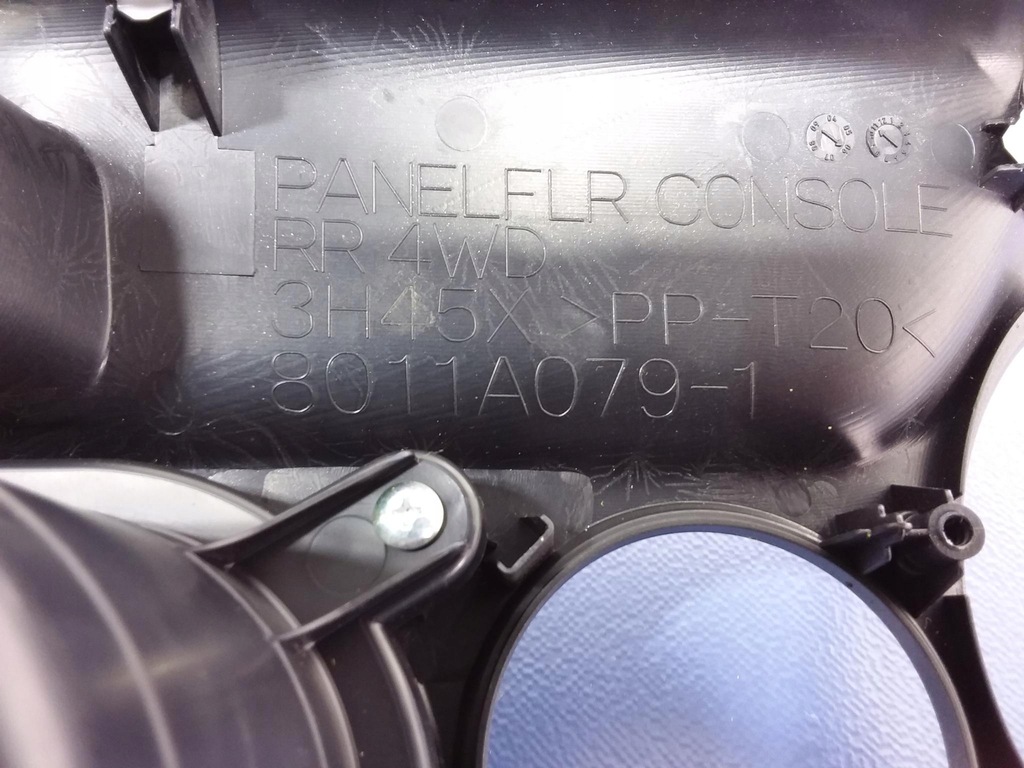 PANELFLR CONSOLE
RR 4WD
3H45X >PP-T20<
8011A079-1